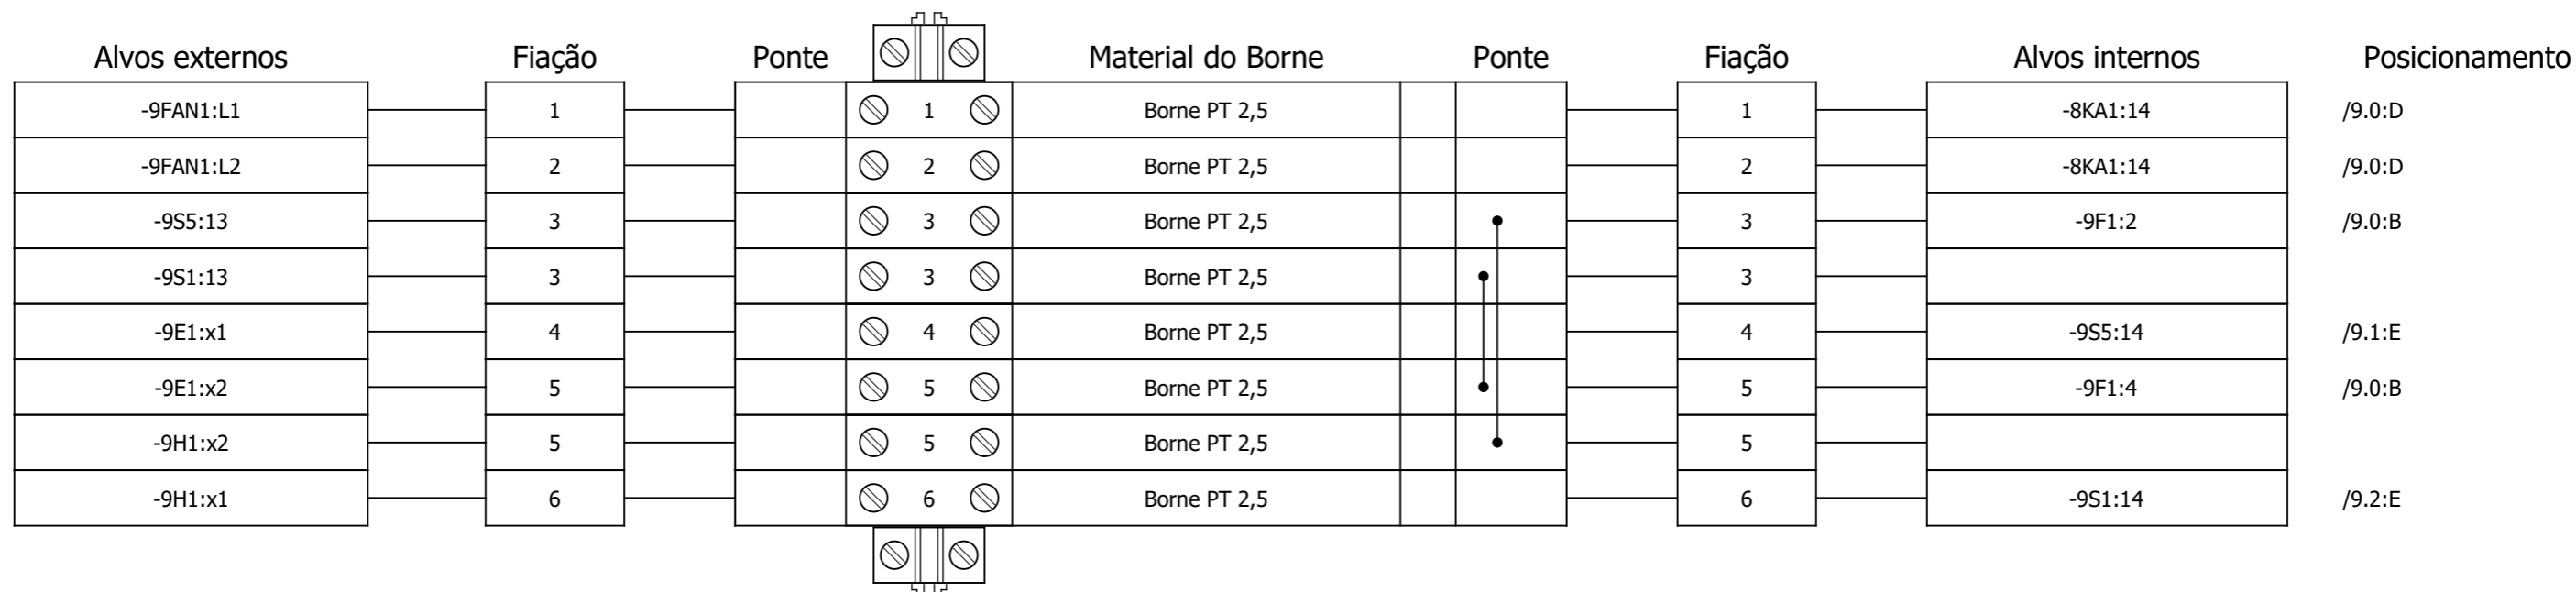 Alvos externos Fiação Ponte Material do Borne Ponte Fiação Alvos internos Posicionamento
-9FAN1:L1 1 1 Borne PT 2,5 1 -8KA1:14 /9.0:D
-9FAN1:L2 2 2 Borne PT 2,5 2 -8KA1:14 /9.0:D
-9S5:13 3 3 Borne PT 2,5 3 -9F1:2 /9.0:B
-9S1:13 3 3 Borne PT 2,5 3
-9E1:x1 4 4 Borne PT 2,5 4 -9S5:14 /9.1:E
-9E1:x2 5 5 Borne PT 2,5 5 -9F1:4 /9.0:B
-9H1:x2 5 5 Borne PT 2,5 5
-9H1:x1 6 6 Borne PT 2,5 6 -9S1:14 /9.2:E